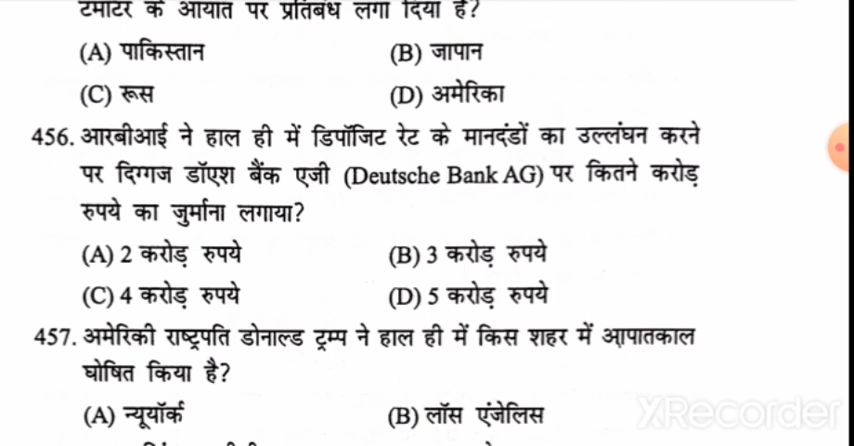 टमाटर के आयात पर प्रतिबंध लगा दिया है?
(A) पाकिस्तान (B) जापान
(C) रूस (D) अमेरिका
456. आरबीआई ने हाल ही में डिपॉजिट रेट के मानदंडों का उल्लंघन करने
पर दिग्गज डॉएश बैंक एजी (Deutsche Bank AG) पर कितने करोड़
रुपये का जुर्माना लगाया?
(A) 2 करोड़ रुपये (B) 3 करोड़ रुपये
(C) 4 करोड़ रुपये (D) 5 करोड़ रुपये
457. अमेरिकी राष्ट्रपति डोनाल्ड ट्रम्प ने हाल ही में किस शहर में आपातकाल
घोषित किया है?
(A) न्यूयॉर्क (B) लॉस एंजेलिस
XRecorder